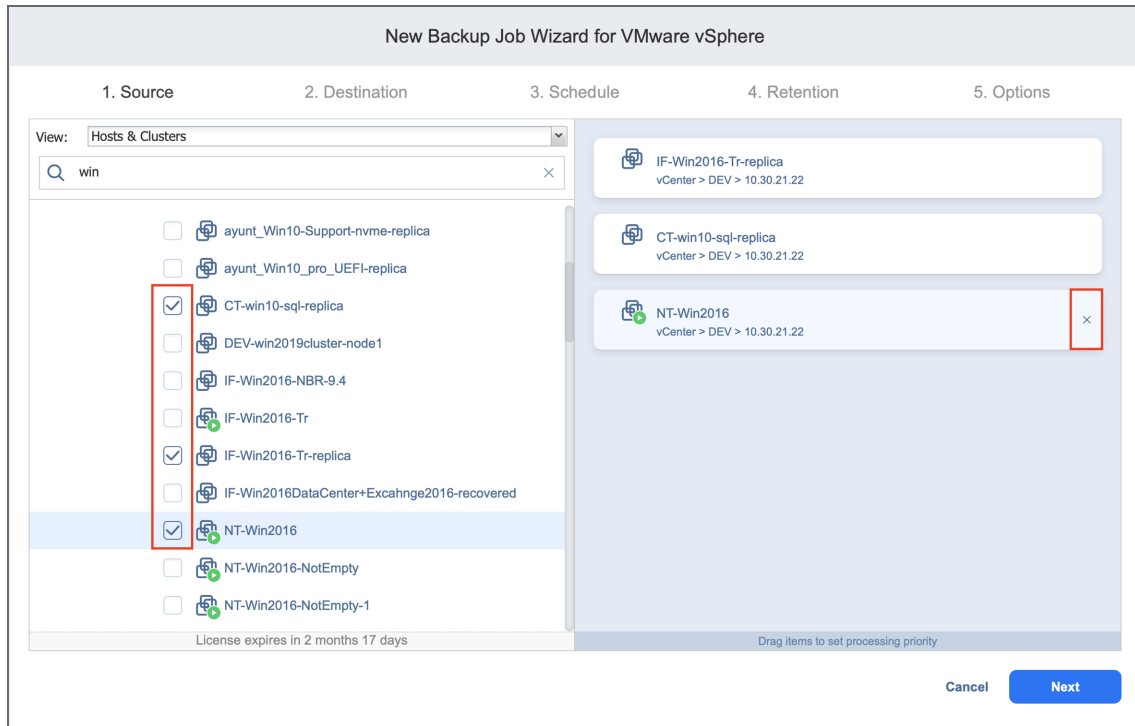 New Backup Job Wizard for VMware vSphere
1. Source
2. Destination
3. Schedule
4. Retention
5. Options
View: Hosts & Clusters
win
ayunt_Win10-Support-nvme-replica
ayunt_Win10_pro_UEFI-replica
CT-win10-sql-replica
DEV-win2019cluster-node1
IF-Win2016-NBR-9.4
IF-Win2016-Tr
IF-Win2016-Tr-replica
IF-Win2016DataCenter+Excahnge2016-recovered
NT-Win2016
NT-Win2016-NotEmpty
NT-Win2016-NotEmpty-1
License expires in 2 months 17 days
IF-Win2016-Tr-replica
vCenter > DEV > 10.30.21.22
CT-win10-sql-replica
vCenter > DEV > 10.30.21.22
NT-Win2016
vCenter > DEV > 10.30.21.22
Drag items to set processing priority
Cancel
Next